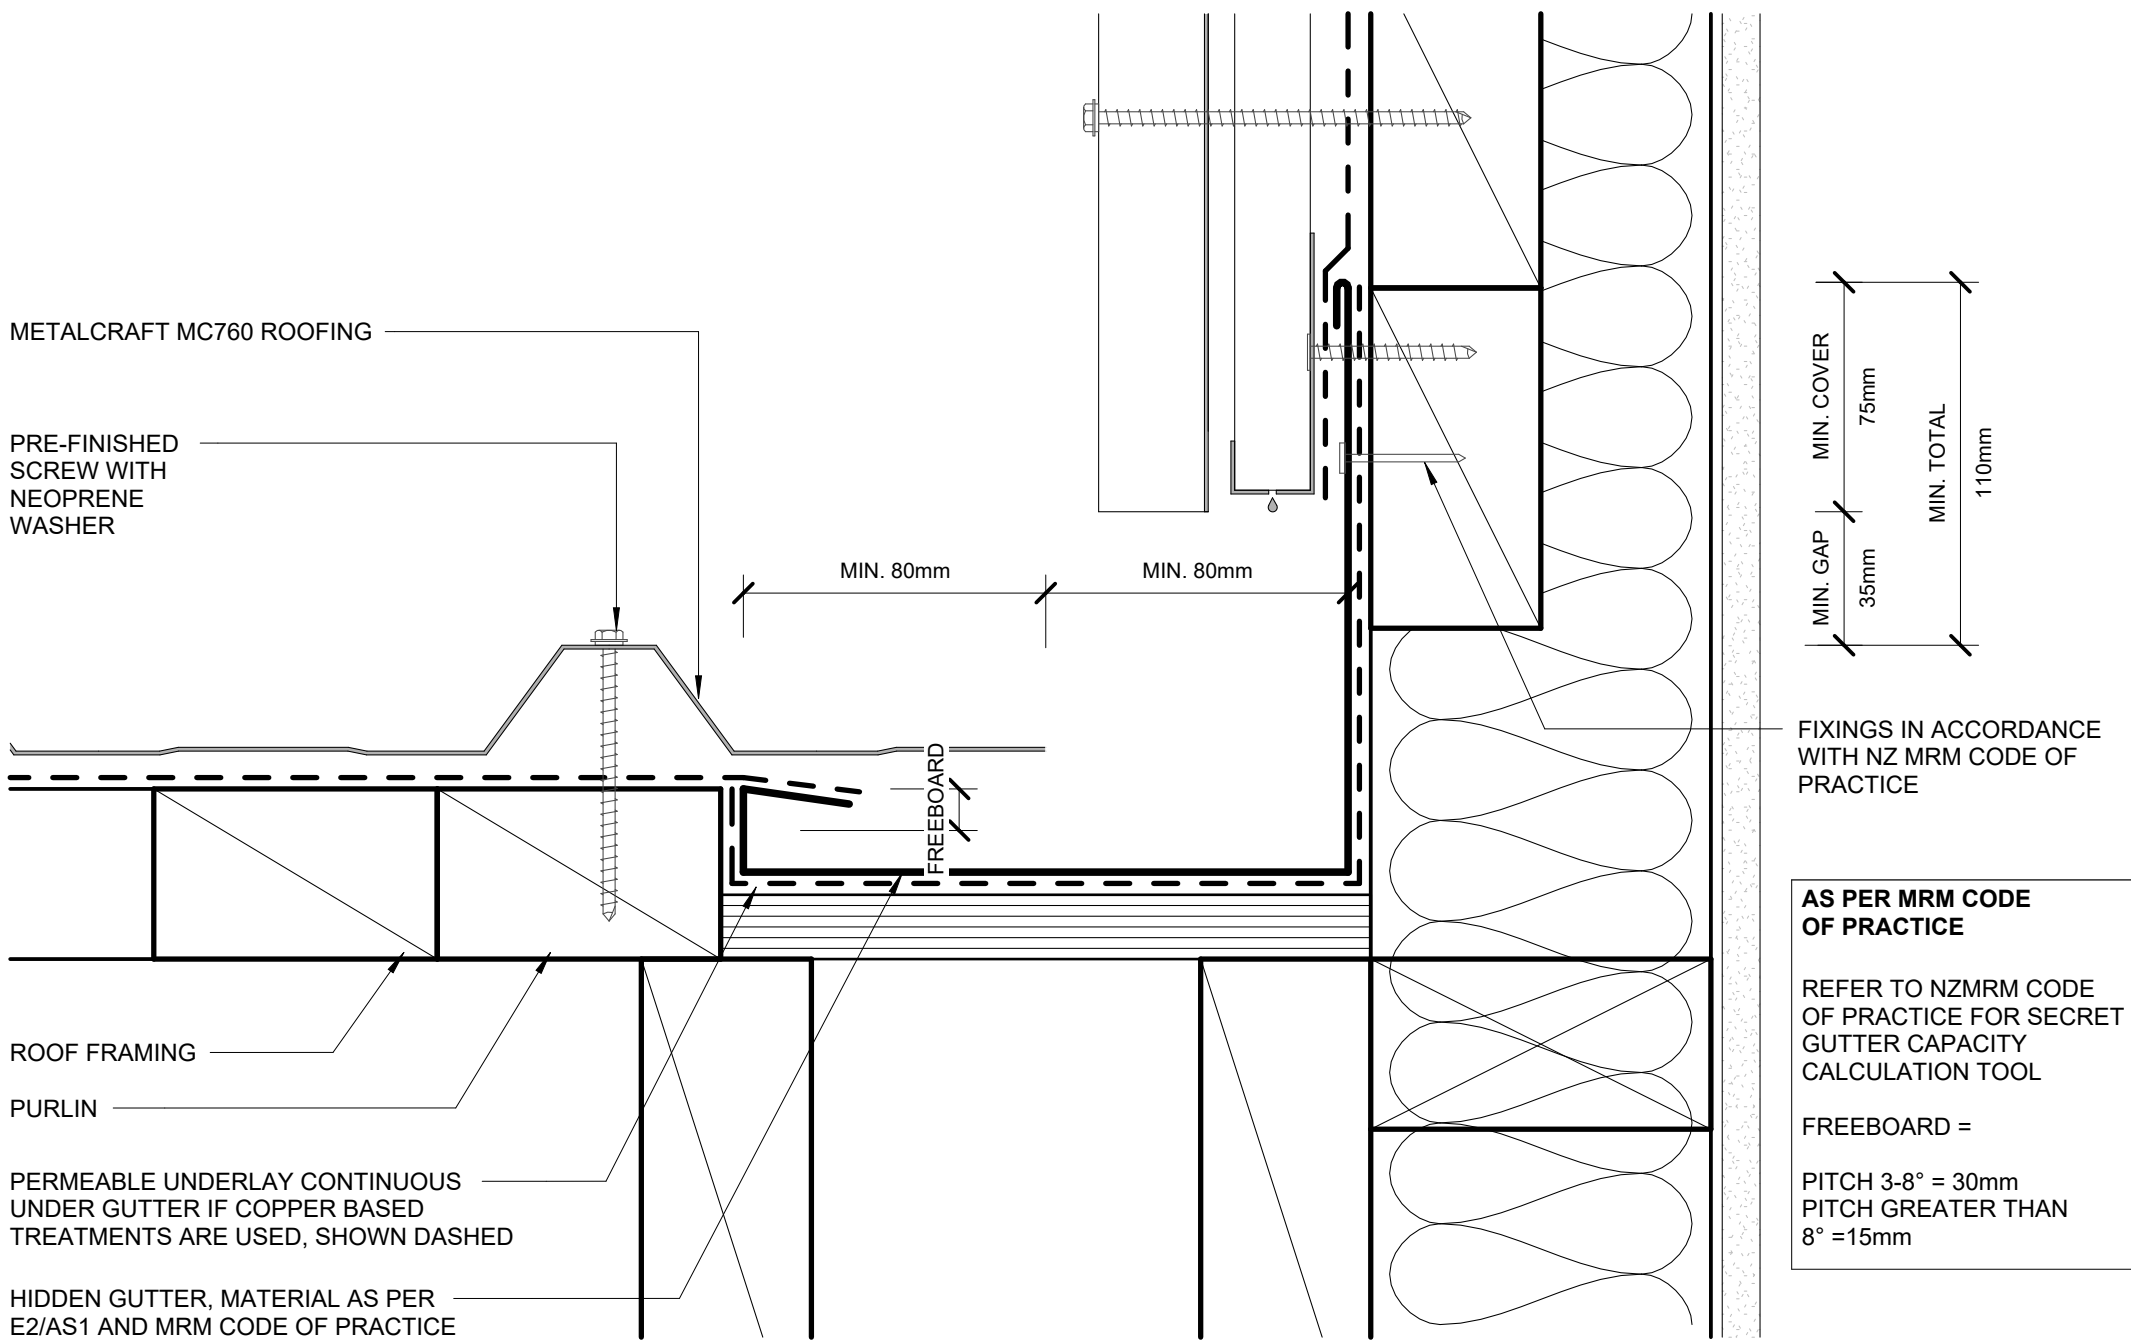 METALCRAFT MC760 ROOFING
PRE-FINISHED
SCREW WITH
NEOPRENE
WASHER
MIN. 80mm
MIN. 80mm
FREEBOARD
ROOF FRAMING
PURLIN
PERMEABLE UNDERLAY CONTINUOUS
UNDER GUTTER IF COPPER BASED
TREATMENTS ARE USED, SHOWN DASHED
HIDDEN GUTTER, MATERIAL AS PER
E2/AS1 AND MRM CODE OF PRACTICE
MIN. COVER
75mm
MIN. GAP
35mm
MIN. TOTAL
110mm
FIXINGS IN ACCORDANCE
WITH NZ MRM CODE OF
PRACTICE
AS PER MRM CODE
OF PRACTICE
REFER TO NZMRM CODE
OF PRACTICE FOR SECRET
GUTTER CAPACITY
CALCULATION TOOL
FREEBOARD =
PITCH 3-8° = 30mm
PITCH GREATER THAN
8° =15mm